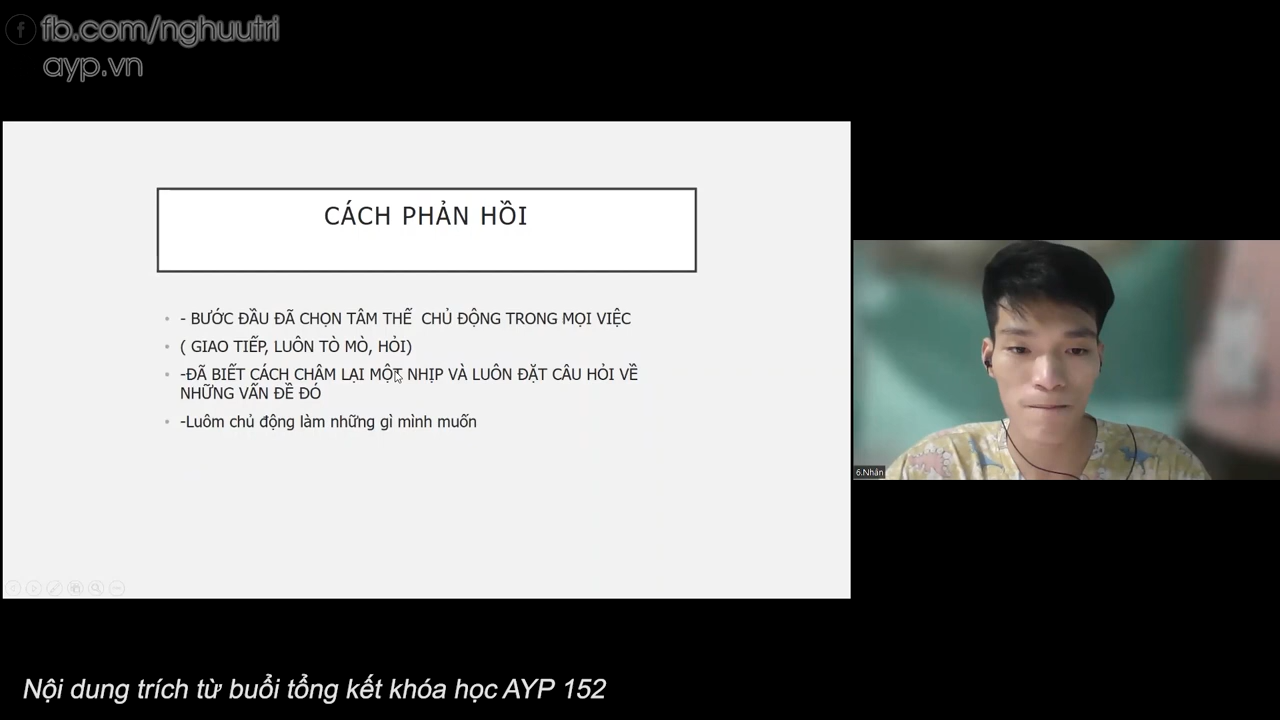 fb.com/nghuutri
ayp.vn
CÁCH PHẢN HỒI
- BƯỚC ĐẦU ĐÃ CHỌN TÂM THẾ CHỦ ĐỘNG TRONG MỌI VIỆC
( GIAO TIẾP, LUÔN TÒ MÒ, HỎI)
-ĐÃ BIẾT CÁCH CHẬM LẠI MỘT NHỊP VÀ LUÔN ĐẶT CÂU HỎI VỀ
NHỮNG VẤN ĐỀ ĐÓ
-Luôm chủ động làm những gì mình muốn
6.Nhẫn
Nội dung trích từ buổi tổng kết khóa học AYP 152